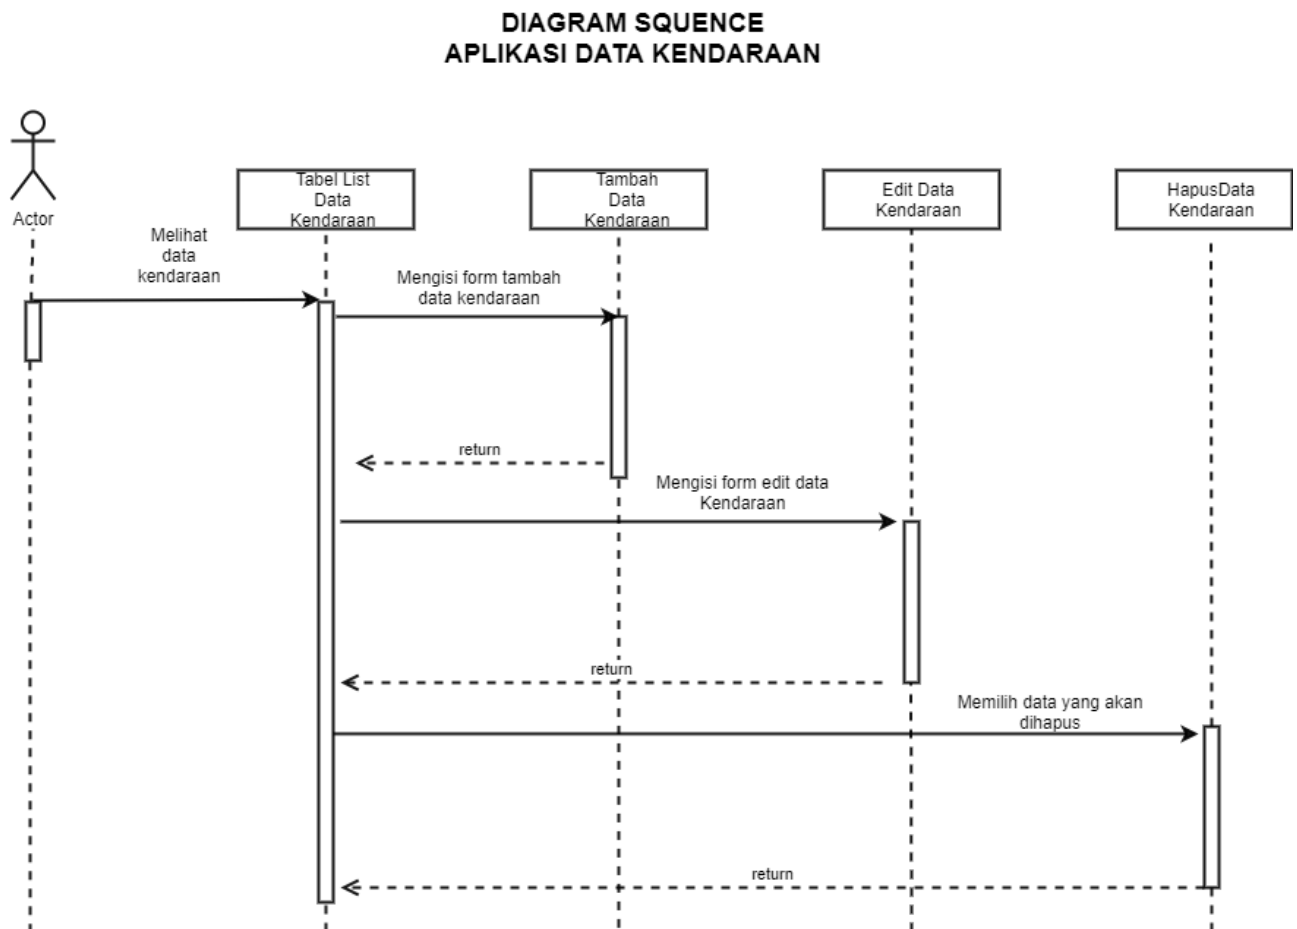 DIAGRAM SQUENCE
APLIKASI DATA KENDARAAN
Actor
Tabel List
Data
Kendaraan
Tambah
Data
Kendaraan
Edit Data
Kendaraan
HapusData
Kendaraan
Melihat
data
kendaraan
Mengisi form tambah
data kendaraan
return
Mengisi form edit data
Kendaraan
return
Memilih data yang akan
dihapus
return